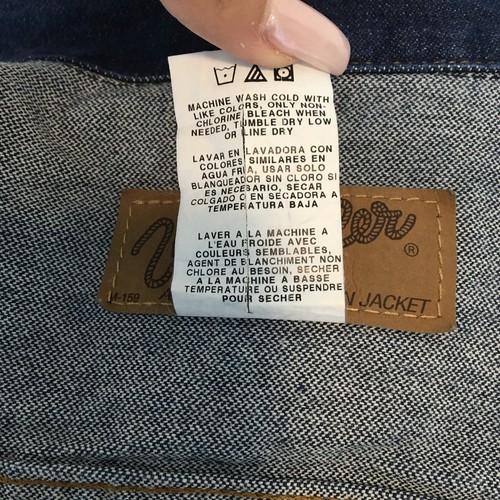 MACHINE WASH COLD WITH
LIKE COLORS, ONLY NON-
CHLORINE BLEACH WHEN
NEEDED, TUMBLE DRY LOW
OR LINE DRY
LAVAR EN LAVADORA CON
COLORES SIMILARES EN
AGUA FRIA, USAR SOLO
BLANQUEADOR SIN CLORO SI
ES NECESARIO, SECAR
COLGADO O EN SECADORA A
TEMPERATURA BAJA
LAVER A LA MACHINE A
L'EAU FROIDE AVEC
COULEURS SEMBLABLES,
AGENT DE BLANCHIMENT NON
CHLORE AU BESOIN, SECHER
A LA MACHINE A BASSE
TEMPERATURE OU SUSPENDRE
POUR SECHER
®
M-159
JACKET